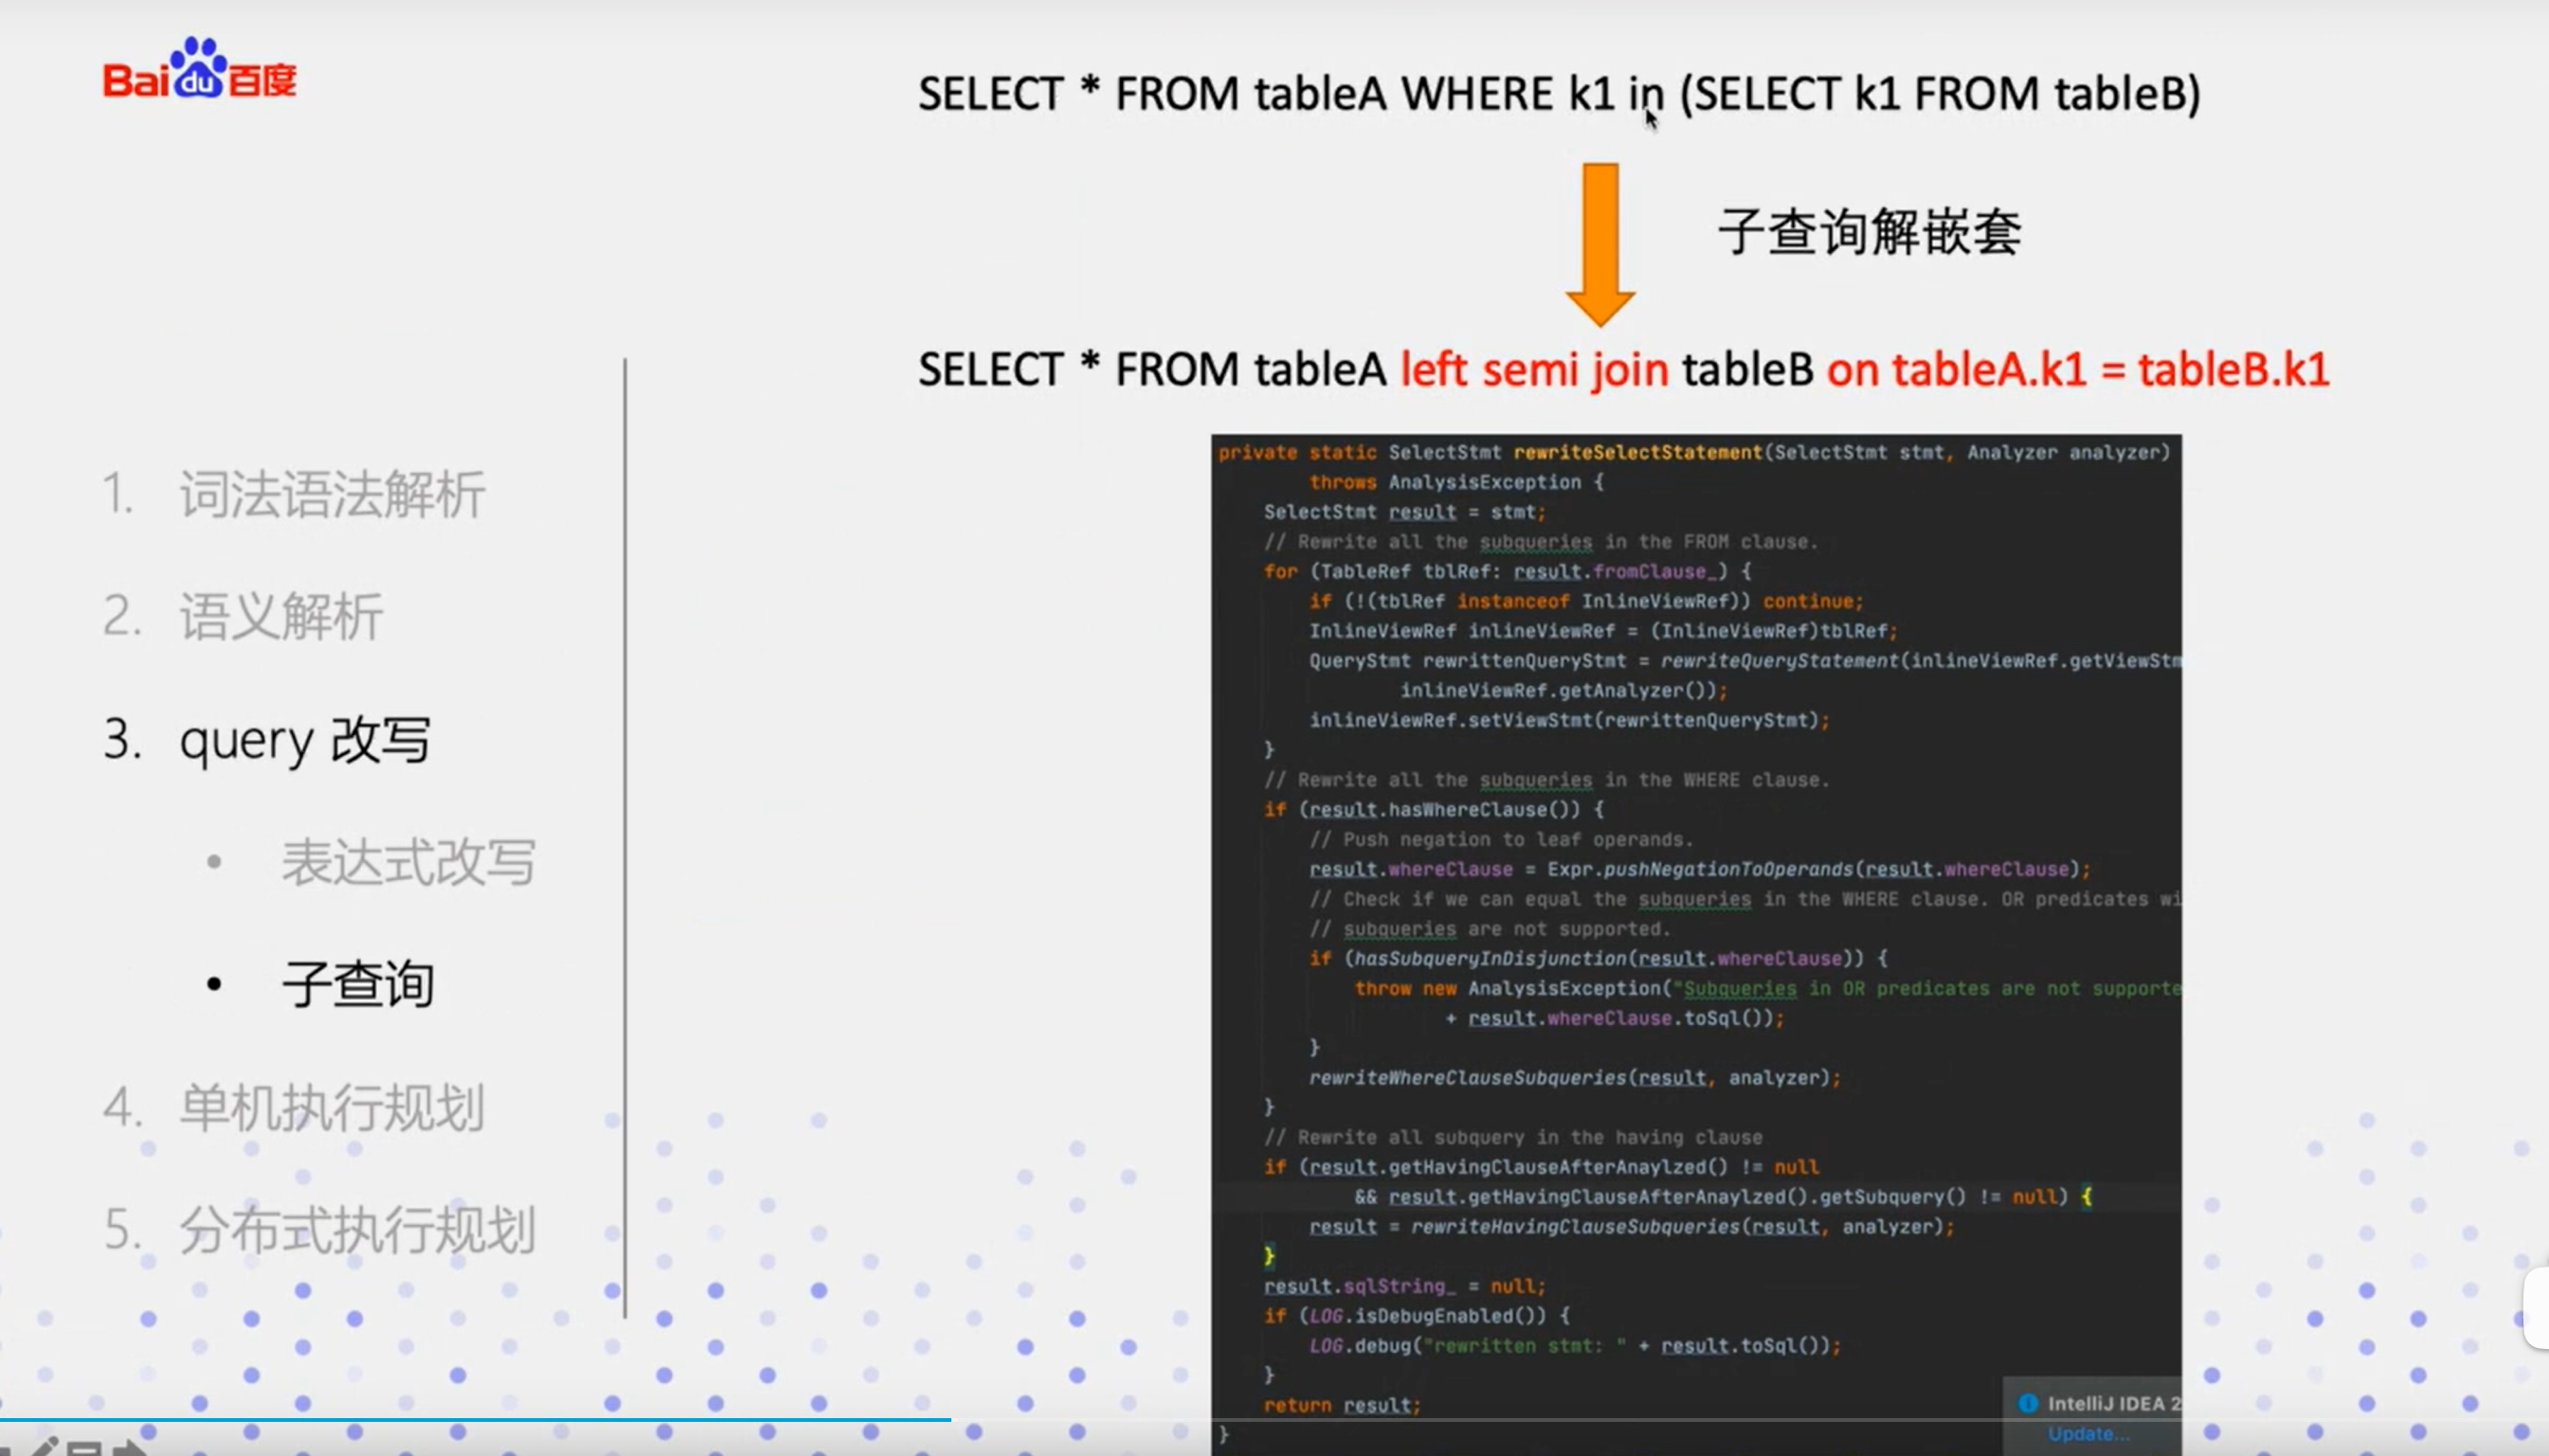 Baidu百度
SELECT * FROM tableA WHERE k1 in (SELECT k1 FROM tableB)
子查询解嵌套
SELECT * FROM tableA left semi join tableB on tableA.k1 = tableB.k1
1. 词法语法解析
2. 语义解析
3. query 改写
• 表达式改写
• 子查询
4. 单机执行规划
5. 分布式执行规划
private static SelectStmt rewriteSelectStatement(SelectStmt stmt, Analyzer analyzer)
throws AnalysisException {
SelectStmt result = stmt;
// Rewrite all the subqueries in the FROM clause.
for (TableRef tblRef: result.fromClause_) {
if (!(tblRef instanceof InlineViewRef)) continue;
InlineViewRef inlineViewRef = (InlineViewRef)tblRef;
QueryStmt rewrittenQueryStmt = rewriteQueryStatement(inlineViewRef.getViewStm
inlineViewRef.getAnalyzer());
inlineViewRef.setViewStmt(rewrittenQueryStmt);
}
// Rewrite all the subqueries in the WHERE clause.
if (result.hasWhereClause()) {
// Push negation to leaf operands.
result.whereClause = Expr.pushNegationToOperands(result.whereClause);
// Check if we can equal the subqueries in the WHERE clause. OR predicates wi
// subqueries are not supported.
if (hasSubqueryInDisjunction(result.whereClause)) {
throw new AnalysisException("Subqueries in OR predicates are not supporte
+ result.whereClause.toSql());
}
rewriteWhereClauseSubqueries(result, analyzer);
}
// Rewrite all subquery in the having clause
if (result.getHavingClauseAfterAnaylzed() != null
&& result.getHavingClauseAfterAnaylzed().getSubquery() != null) {
result = rewriteHavingClauseSubqueries(result, analyzer);
}
result.sqlString_ = null;
if (LOG.isDebugEnabled()) {
LOG.debug("rewritten stmt: " + result.toSql());
}
return result;
}
IntelliJ IDEA 2
Update...